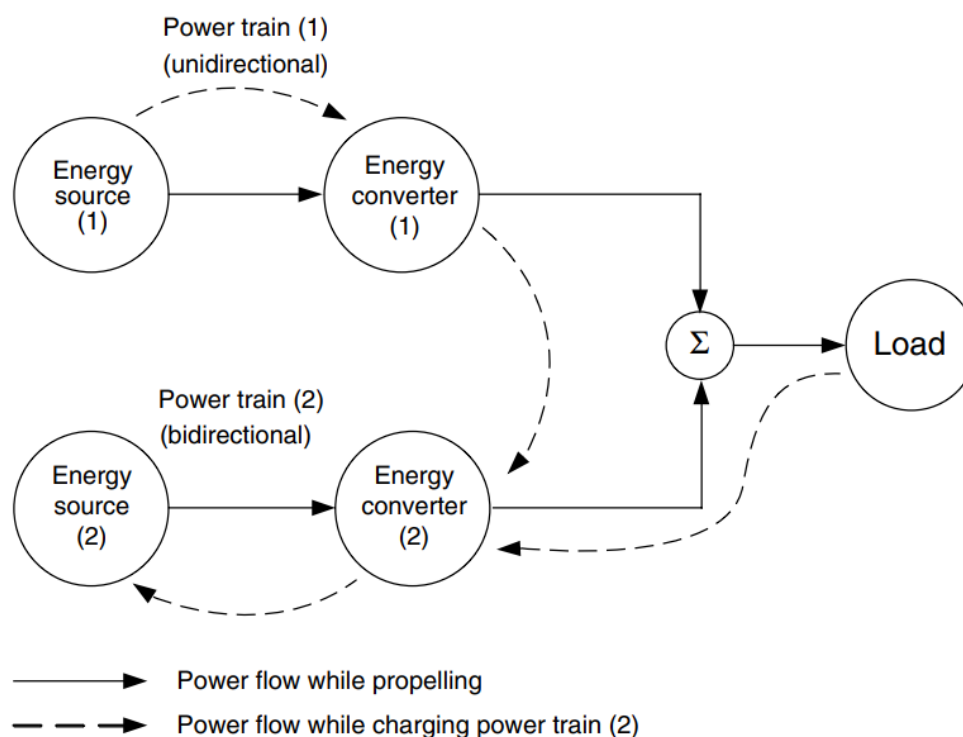 Power train (1)
(unidirectional)
Energy
source
(1)
Energy
converter
(1)
Σ
Load
Power train (2)
(bidirectional)
Energy
source
(2)
Energy
converter
(2)
Power flow while propelling
Power flow while charging power train (2)